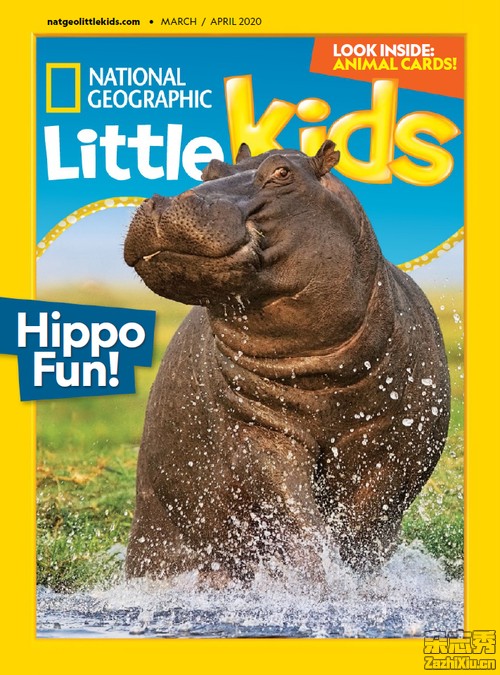 natgeolittlekids.com • MARCH / APRIL 2020
LOOK INSIDE:
ANIMAL CARDS!
NATIONAL
GEOGRAPHIC
Little kids
Hippo
Fun!
杂志秀
ZazhiXiu.cn